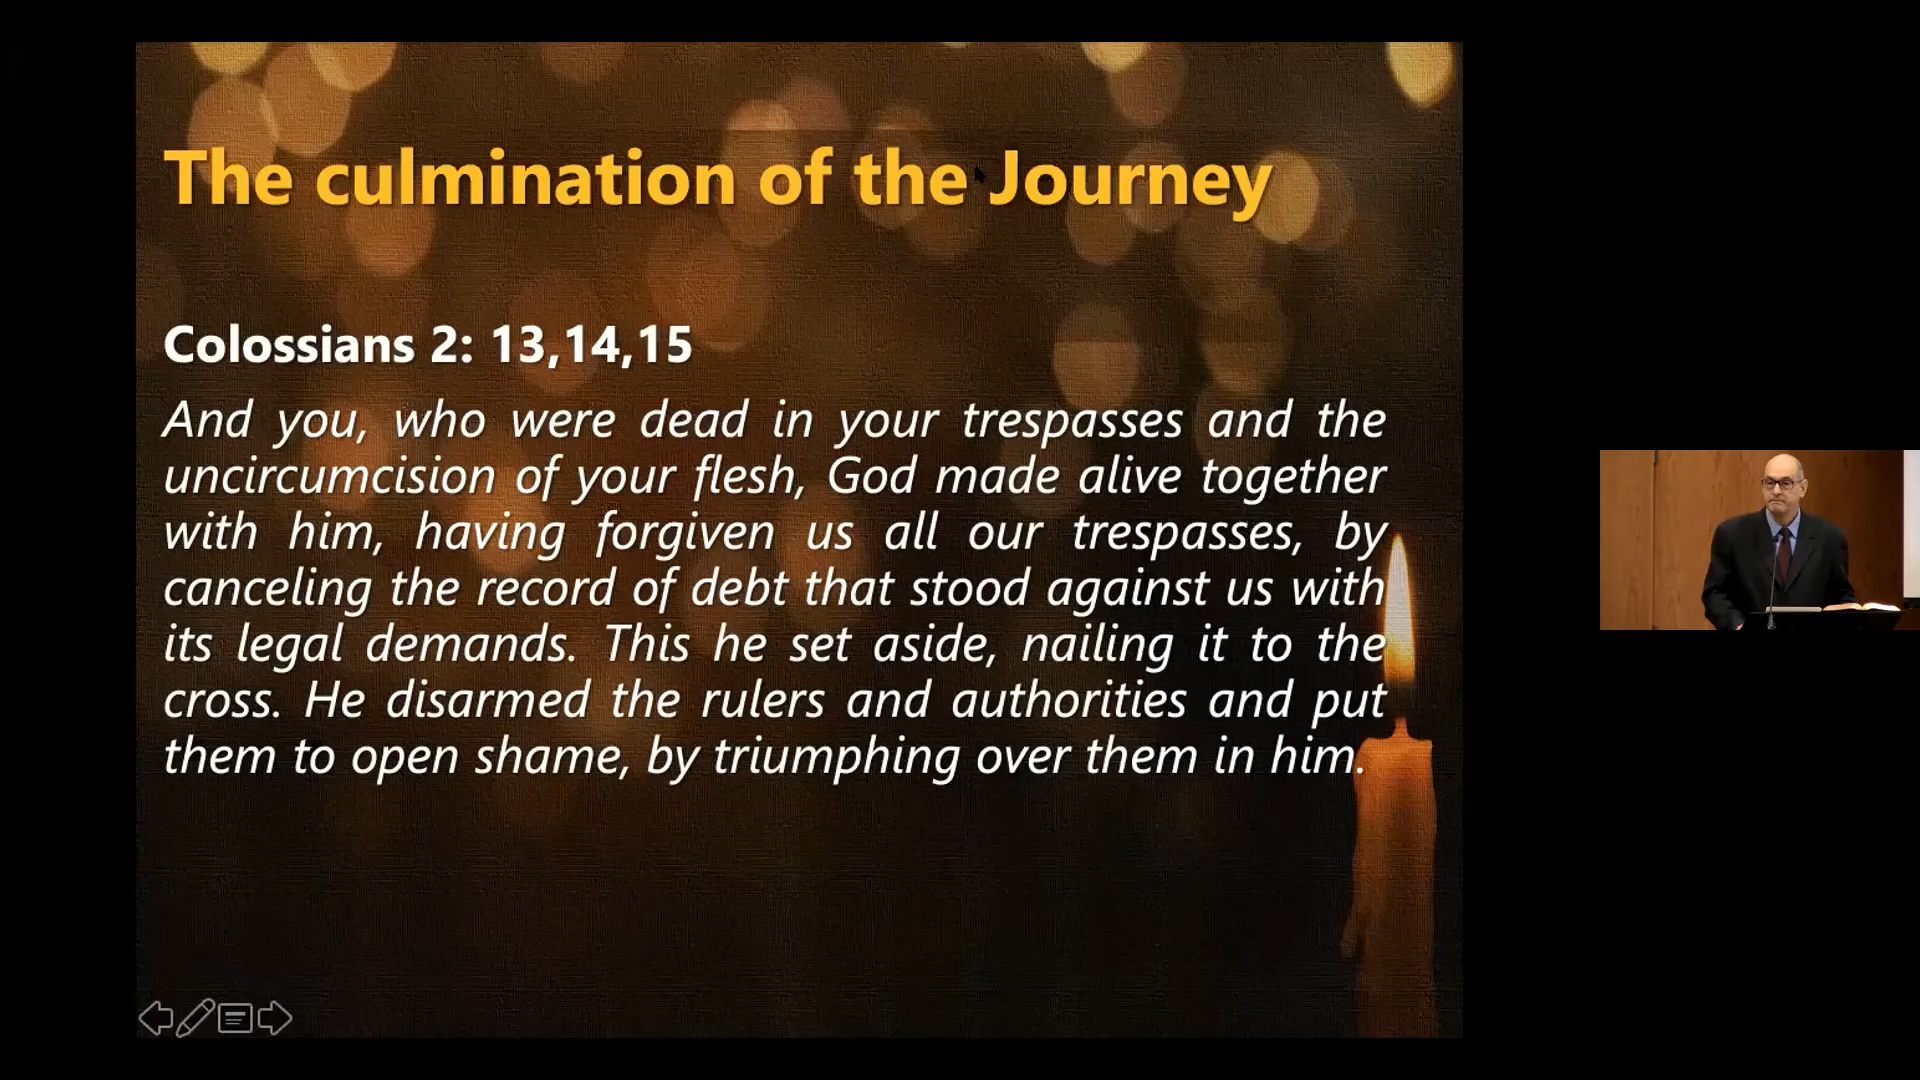 The culmination of the Journey
Colossians 2: 13,14,15
And you, who were dead in your trespasses and the
uncircumcision of your flesh, God made alive together
with him, having forgiven us all our trespasses, by
canceling the record of debt that stood against us with
its legal demands. This he set aside, nailing it to the
cross. He disarmed the rulers and authorities and put
them to open shame, by triumphing over them in him.